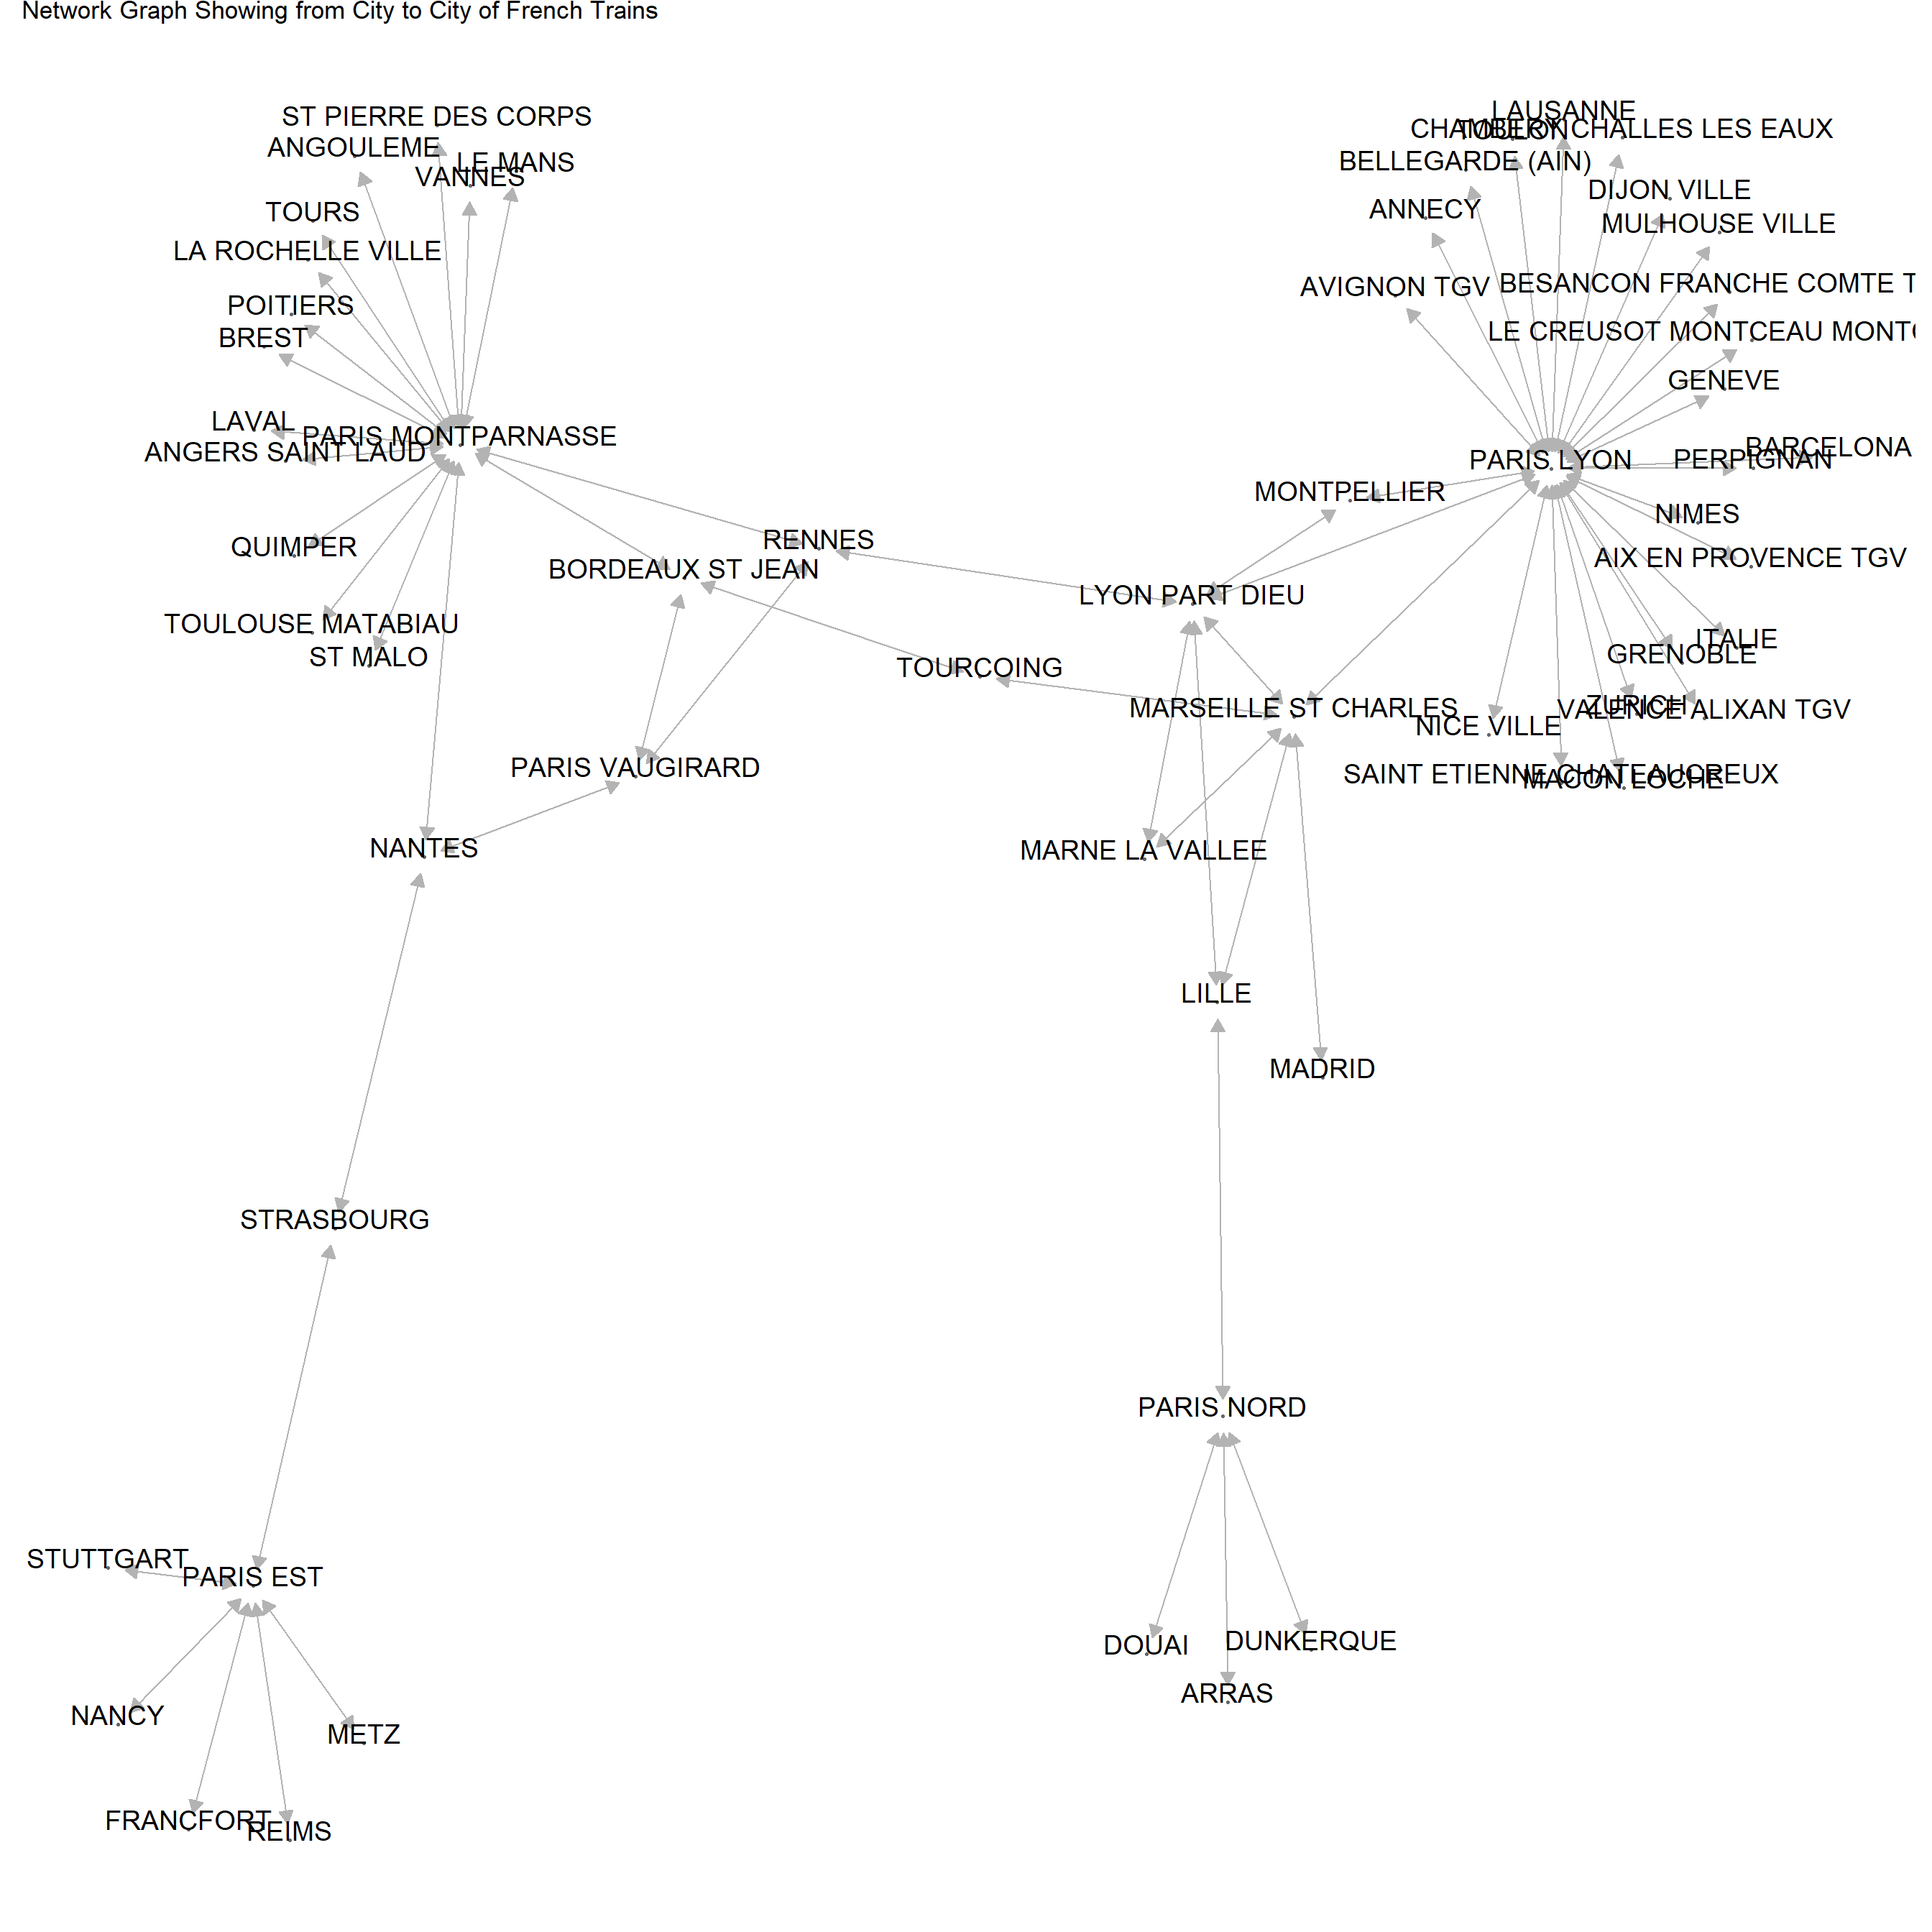 Network Graph Showing from City to City of French Trains
LAUSANNE
ST PIERRE DES CORPS
TOULON
CHAMBERY CHALLES LES EAUX
ANGOULEME
LE MANS
BELLEGARDE (AIN)
VANNES
DIJON VILLE
ANNECY
TOURS
MULHOUSE VILLE
LA ROCHELLE VILLE
AVIGNON TGV
BESANCON FRANCHE COMTE T
POITIERS
LE CREUSOT MONTCEAU MONTC
BREST
GENEVE
LAVAL
PARIS MONTPARNASSE
BARCELONA
ANGERS SAINT LAUD
PARIS LYON
PERPIGNAN
MONTPELLIER
NIMES
RENNES
QUIMPER
AIX EN PROVENCE TGV
BORDEAUX ST JEAN
LYON PART DIEU
TOULOUSE MATABIAU
ITALIE
ST MALO
GRENOBLE
TOURCOING
ZURICH
MARSEILLE ST CHARLES
VALENCE ALIXAN TGV
NICE VILLE
PARIS VAUGIRARD
SAINT ETIENNE CHATEAUCREUX
MACON LOCHE
NANTES
MARNE LA VALLEE
LILLE
MADRID
STRASBOURG
PARIS NORD
STUTTGART
PARIS EST
DUNKERQUE
DOUAI
ARRAS
NANCY
METZ
FRANCFORT
REIMS